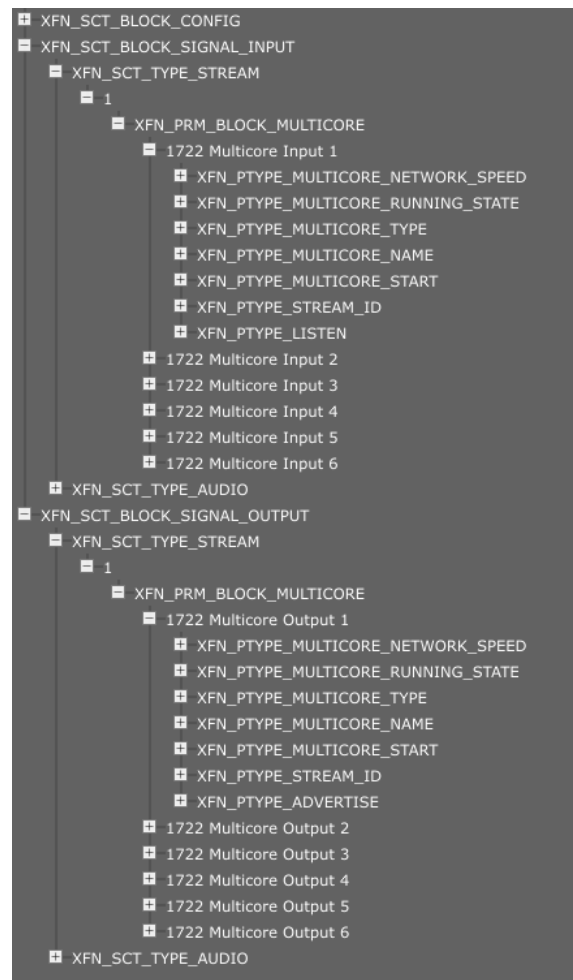 XFN_SCT_BLOCK_CONFIG
XFN_SCT_BLOCK_SIGNAL_INPUT
XFN_SCT_TYPE_STREAM
1
XFN_PRM_BLOCK_MULTICORE
1722 Multicore Input 1
XFN_PTYPE_MULTICORE_NETWORK_SPEED
XFN_PTYPE_MULTICORE_RUNNING_STATE
XFN_PTYPE_MULTICORE_TYPE
XFN_PTYPE_MULTICORE_NAME
XFN_PTYPE_MULTICORE_START
XFN_PTYPE_STREAM_ID
XFN_PTYPE_LISTEN
1722 Multicore Input 2
1722 Multicore Input 3
1722 Multicore Input 4
1722 Multicore Input 5
1722 Multicore Input 6
XFN_SCT_TYPE_AUDIO
XFN_SCT_BLOCK_SIGNAL_OUTPUT
XFN_SCT_TYPE_STREAM
1
XFN_PRM_BLOCK_MULTICORE
1722 Multicore Output 1
XFN_PTYPE_MULTICORE_NETWORK_SPEED
XFN_PTYPE_MULTICORE_RUNNING_STATE
XFN_PTYPE_MULTICORE_TYPE
XFN_PTYPE_MULTICORE_NAME
XFN_PTYPE_MULTICORE_START
XFN_PTYPE_STREAM_ID
XFN_PTYPE_ADVERTISE
1722 Multicore Output 2
1722 Multicore Output 3
1722 Multicore Output 4
1722 Multicore Output 5
1722 Multicore Output 6
XFN_SCT_TYPE_AUDIO